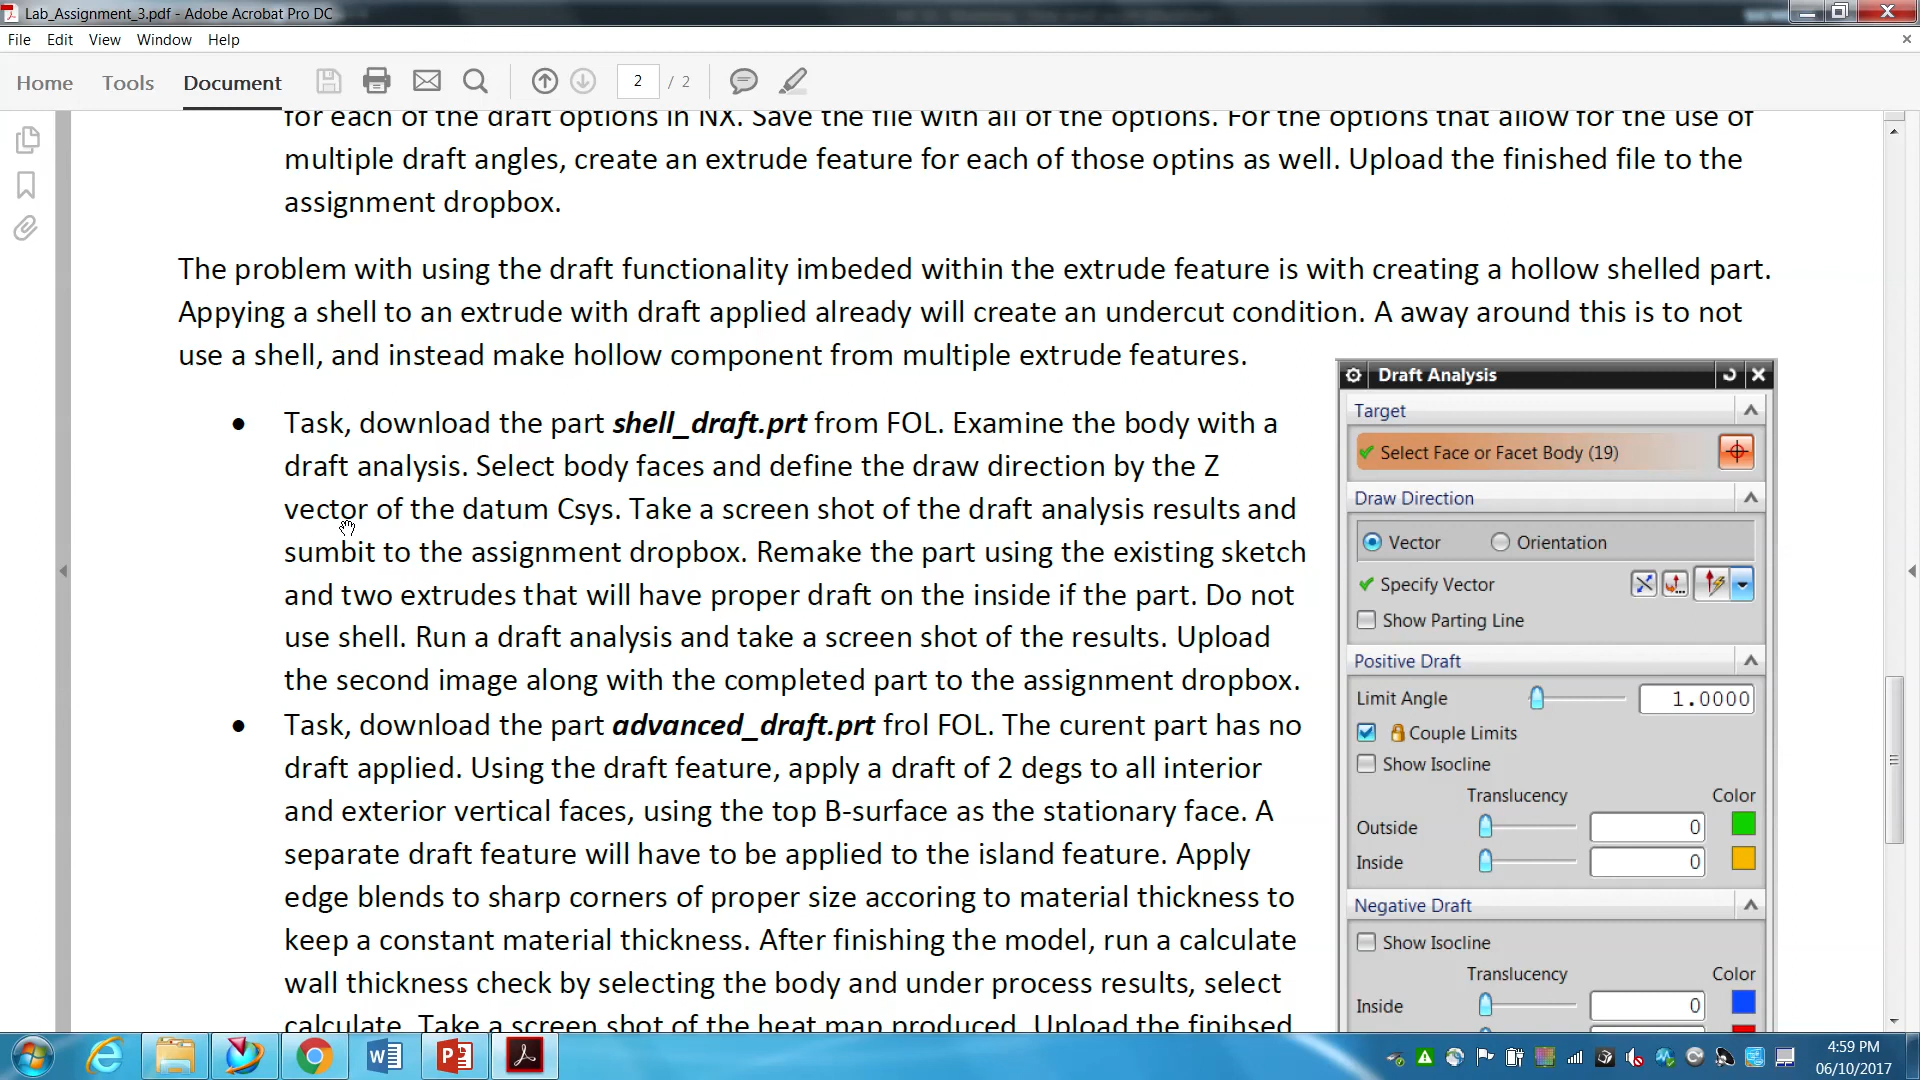 Lab_Assignment_3.pdf - Adobe Acrobat Pro DC
File Edit View Window Help
Home Tools Document 2 / 2
for each of the draft options in NX. Save the file with all of the options. For the options that allow for the use of
multiple draft angles, create an extrude feature for each of those optins as well. Upload the finished file to the
assignment dropbox.
The problem with using the draft functionality imbeded within the extrude feature is with creating a hollow shelled part.
Appying a shell to an extrude with draft applied already will create an undercut condition. A away around this is to not
use a shell, and instead make hollow component from multiple extrude features.
Task, download the part shell_draft.prt from FOL. Examine the body with a
draft analysis. Select body faces and define the draw direction by the Z
vector of the datum Csys. Take a screen shot of the draft analysis results and
sumbit to the assignment dropbox. Remake the part using the existing sketch
and two extrudes that will have proper draft on the inside if the part. Do not
use shell. Run a draft analysis and take a screen shot of the results. Upload
the second image along with the completed part to the assignment dropbox.
Task, download the part advanced_draft.prt frol FOL. The curent part has no
draft applied. Using the draft feature, apply a draft of 2 degs to all interior
and exterior vertical faces, using the top B-surface as the stationary face. A
separate draft feature will have to be applied to the island feature. Apply
edge blends to sharp corners of proper size accoring to material thickness to
keep a constant material thickness. After finishing the model, run a calculate
wall thickness check by selecting the body and under process results, select
calculate. Take a screen shot of the heat map produced. Upload the finihsed
Draft Analysis
Target
Select Face or Facet Body (19)
Draw Direction
Vector Orientation
Specify Vector
Show Parting Line
Positive Draft
Limit Angle 1.0000
Couple Limits
Show Isocline
Translucency Color
Outside 0
Inside 0
Negative Draft
Show Isocline
Translucency Color
Inside 0
4:59 PM
06/10/2017